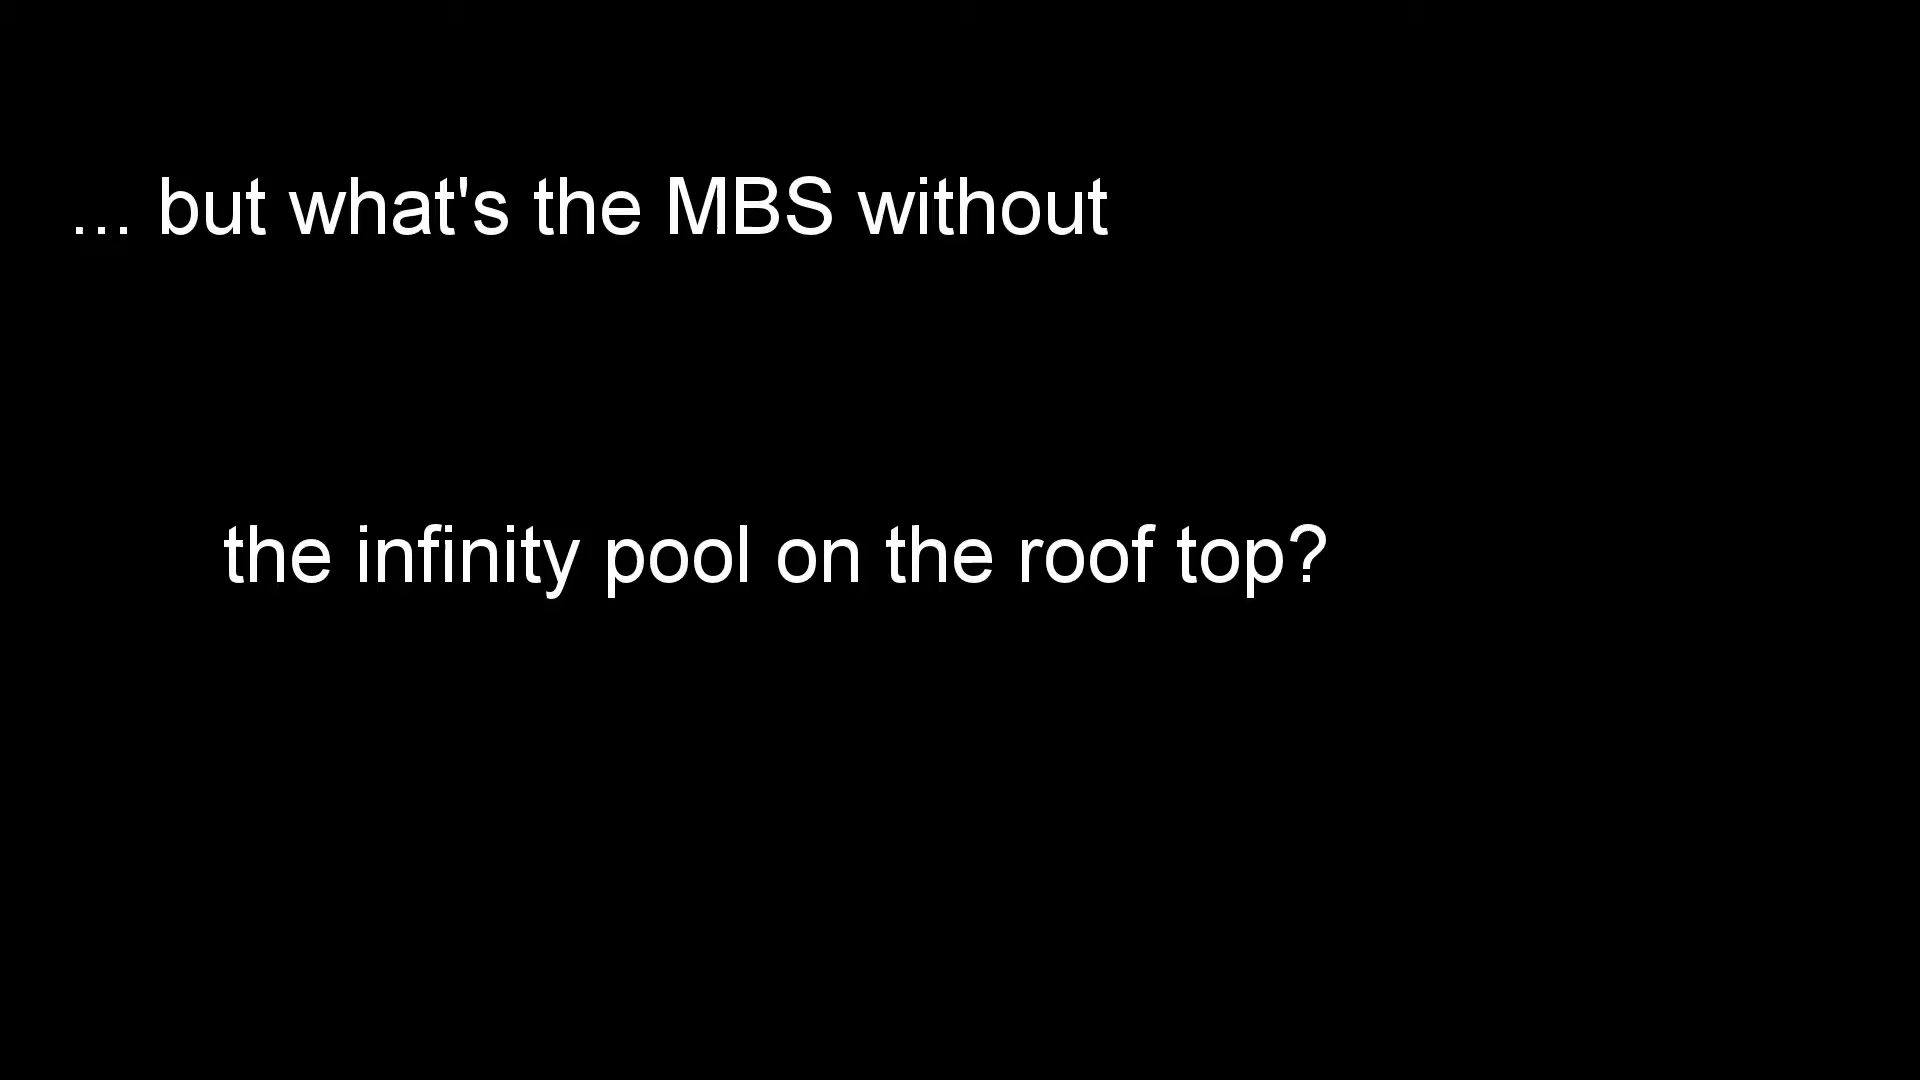 ... but what's the MBS without
the infinity pool on the roof top?